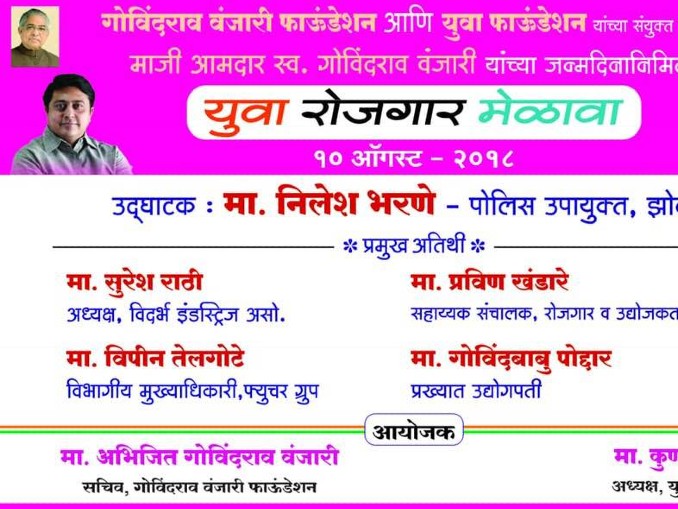 गोविंदराव वंजारी फाऊंडेशन आणि युवा फाऊंडेशन यांच्या संयुक्त
माजी आमदार स्व. गोविंदराव वंजारी यांच्या जन्मदिनानिमि
युवा रोजगार मेळावा
१० ऑगस्ट – २०१८
उद्घाटक : मा. निलेश भरणे – पोलिस उपायुक्त, झो
प्रमुख अतिथी
मा. सुरेश राठी
अध्यक्ष, विदर्भ इंडस्ट्रिज असो.
मा. प्रविण खंडारे
सहाय्यक संचालक, रोजगार व उद्योजकत
मा. विपीन तेलगोटे
विभागीय मुख्याधिकारी,फ्युचर ग्रुप
मा. गोविंदबाबु पोद्दार
प्रख्यात उद्योगपती
आयोजक
मा. अभिजित गोविंदराव वंजारी
सचिव, गोविंदराव वंजारी फाऊंडेशन
मा. कुण
अध्यक्ष, यु